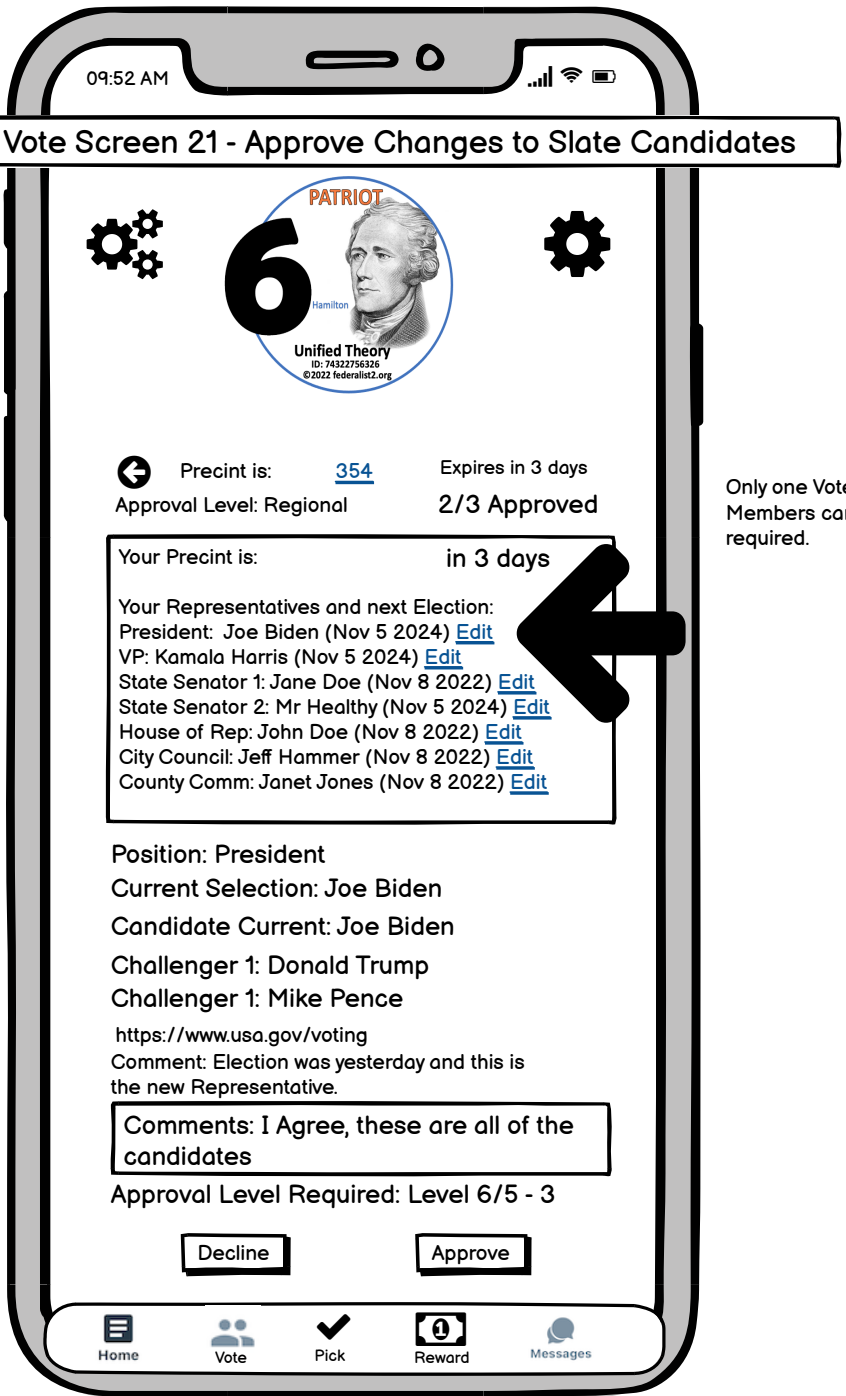 09:52 AM
Vote Screen 21 - Approve Changes to Slate Candidates
PATRIOT
6
Hamilton
Unified Theory
ID: 74322756326
©2022 federalist2.org
Precint is: 354 Expires in 3 days
Approval Level: Regional 2/3 Approved
Only one Vote
Members car
required.
Your Precint is: in 3 days
Your Representatives and next Election:
President: Joe Biden (Nov 5 2024) Edit
VP: Kamala Harris (Nov 5 2024) Edit
State Senator 1: Jane Doe (Nov 8 2022) Edit
State Senator 2: Mr Healthy (Nov 5 2024) Edit
House of Rep: John Doe (Nov 8 2022) Edit
City Council: Jeff Hammer (Nov 8 2022) Edit
County Comm: Janet Jones (Nov 8 2022) Edit
Position: President
Current Selection: Joe Biden
Candidate Current: Joe Biden
Challenger 1: Donald Trump
Challenger 1: Mike Pence
https://www.usa.gov/voting
Comment: Election was yesterday and this is
the new Representative.
Comments: I Agree, these are all of the
candidates
Approval Level Required: Level 6/5 - 3
Decline Approve
1
Home Vote Pick Reward Messages